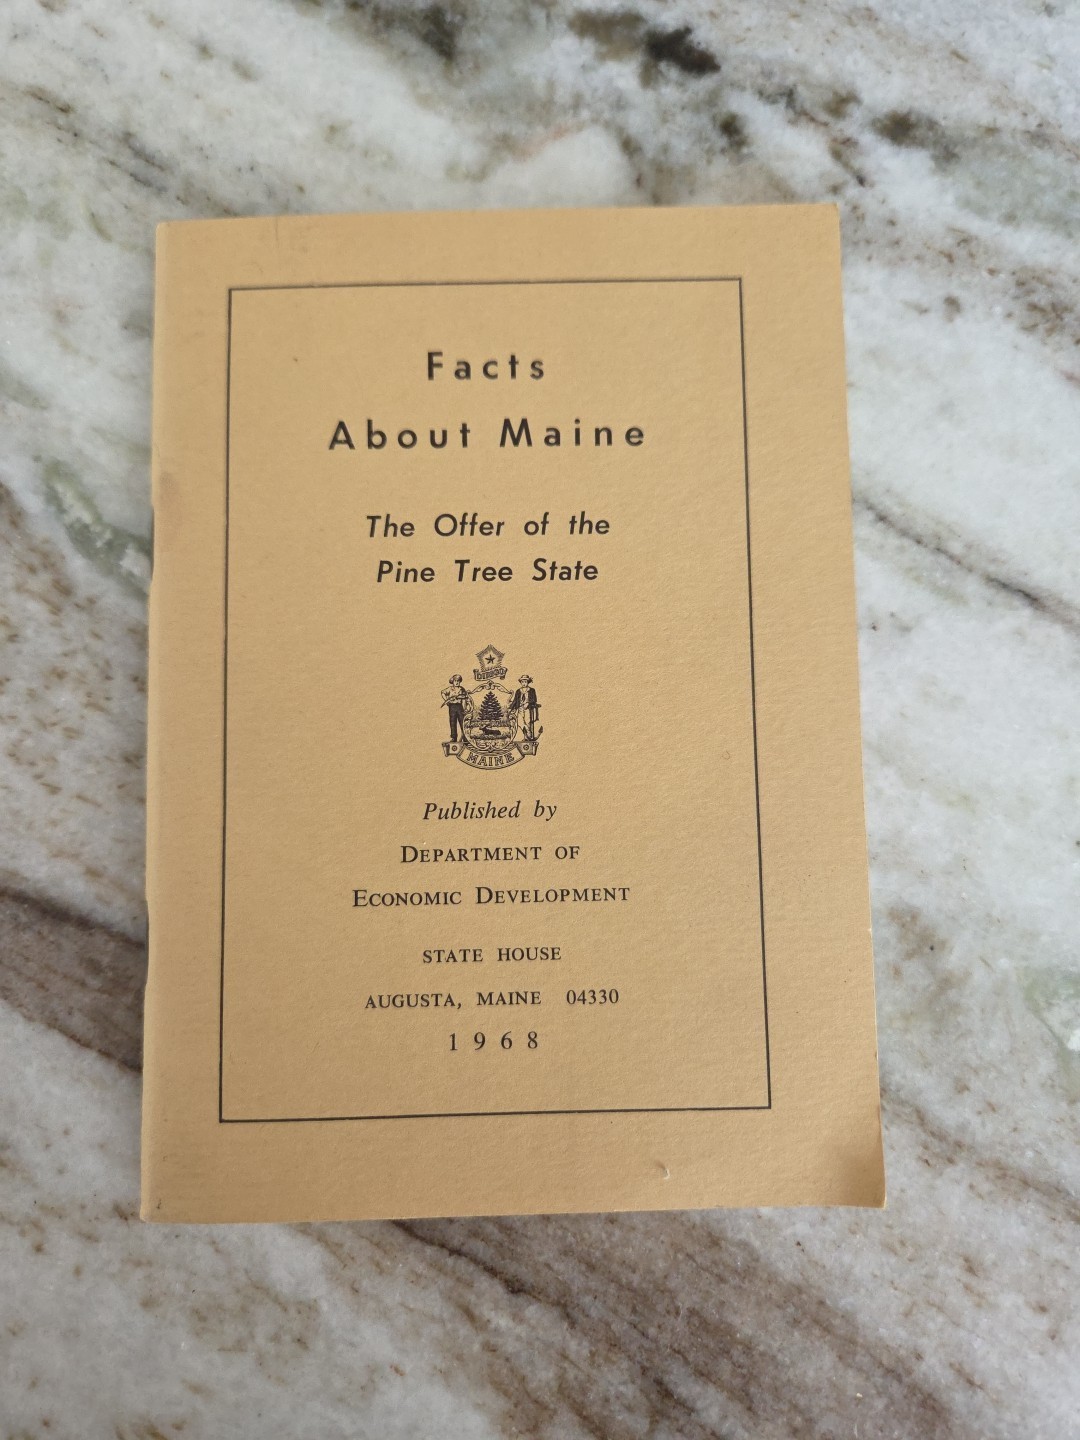 Facts
About Maine
The Offer of the
Pine Tree State
DIRIGO
MAINE
Published by
DEPARTMENT OF
ECONOMIC DEVELOPMENT
STATE HOUSE
AUGUSTA, MAINE 04330
1968